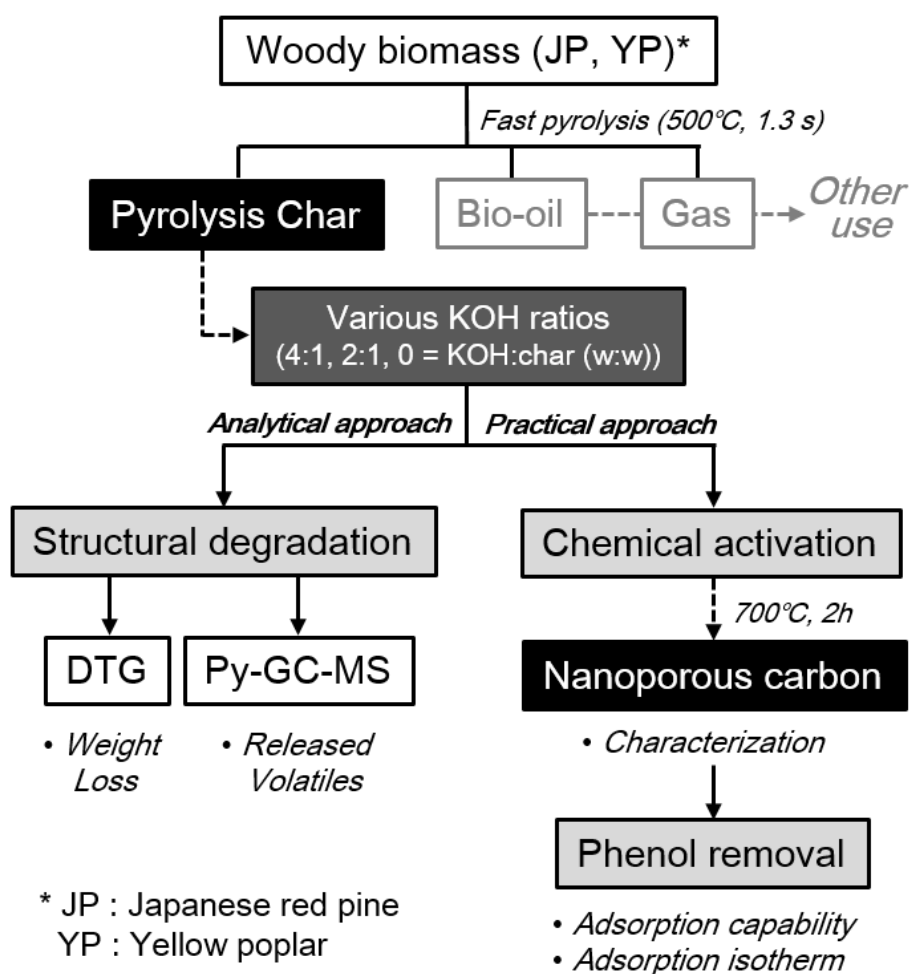 Woody biomass (JP, YP)*
Fast pyrolysis (500°C, 1.3 s)
Pyrolysis Char
Bio-oil
Gas
Other
use
Various KOH ratios
(4:1, 2:1, 0 = KOH:char (w:w))
Analytical approach
Practical approach
Structural degradation
Chemical activation
700°C, 2h
DTG
Py-GC-MS
Nanoporous carbon
• Weight
Loss
• Released
Volatiles
• Characterization
Phenol removal
* JP : Japanese red pine
YP : Yellow poplar
• Adsorption capability
• Adsorption isotherm